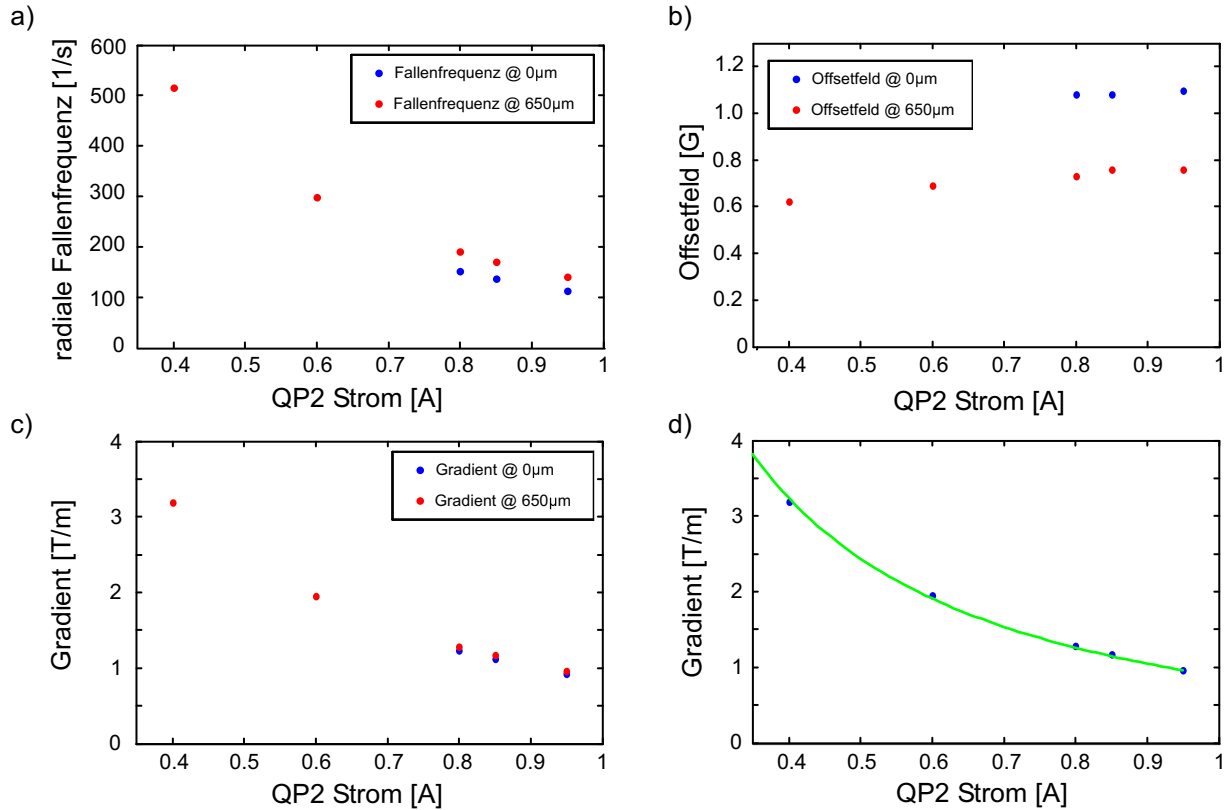 a)
radiale Fallenfrequenz [1/s]
600
500
400
300
200
100
0
Fallenfrequenz @ 0µm
Fallenfrequenz @ 650µm
0.4 0.5 0.6 0.7 0.8 0.9 1
QP2 Strom [A]
b)
Offsetfeld [G]
1.2
1.0
0.8
0.6
0.4
0.2
0
Offsetfeld @ 0µm
Offsetfeld @ 650µm
0.4 0.5 0.6 0.7 0.8 0.9 1
QP2 Strom [A]
c)
Gradient [T/m]
4
3
2
1
0
Gradient @ 0µm
Gradient @ 650µm
0.4 0.5 0.6 0.7 0.8 0.9 1
QP2 Strom [A]
d)
Gradient [T/m]
4
3
2
1
0
0.4 0.5 0.6 0.7 0.8 0.9 1
QP2 Strom [A]